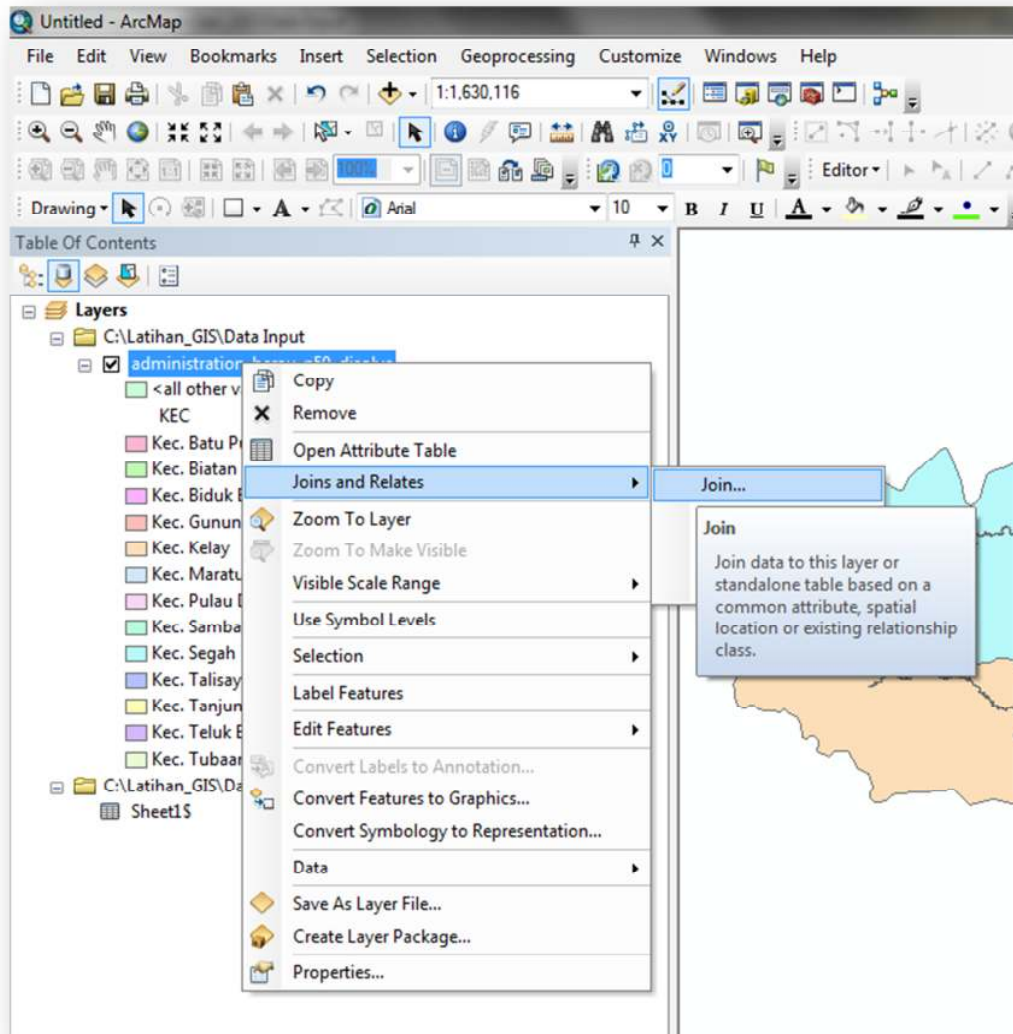 Untitled - ArcMap
File Edit View Bookmarks Insert Selection Geoprocessing Customize Windows Help
1:1,630,116
100% 0 Editor
Drawing A Arial 10 B I U A
Table Of Contents
Layers
C:\Latihan_GIS\Data Input
administration
<all other v
KEC
Kec. Batu P
Kec. Biatan
Kec. Biduk
Kec. Gunun
Kec. Kelay
Kec. Maratu
Kec. Pulau
Kec. Samba
Kec. Segah
Kec. Talisay
Kec. Tanjun
Kec. Teluk
Kec. Tubaar
C:\Latihan_GIS\Da
Sheet1$
Copy
Remove
Open Attribute Table
Joins and Relates
Zoom To Layer
Zoom To Make Visible
Visible Scale Range
Use Symbol Levels
Selection
Label Features
Edit Features
Convert Labels to Annotation...
Convert Features to Graphics...
Convert Symbology to Representation...
Data
Save As Layer File...
Create Layer Package...
Properties...
Join...
Join
Join data to this layer or
standalone table based on a
common attribute, spatial
location or existing relationship
class.